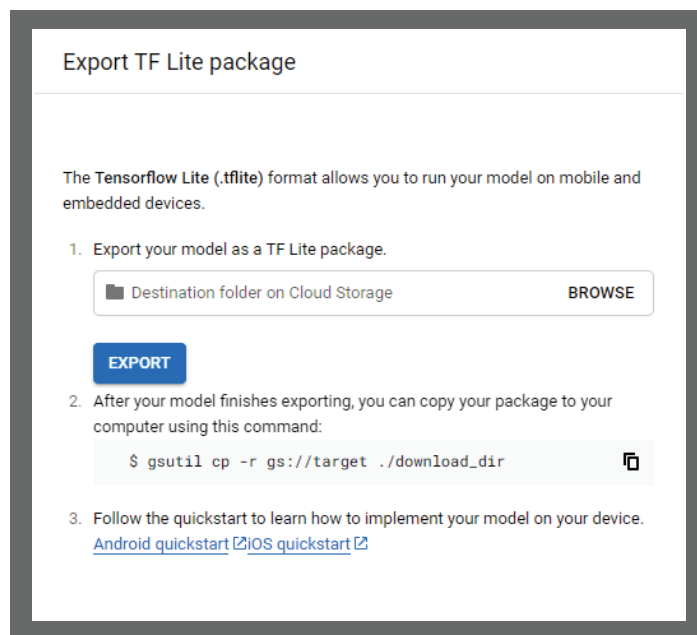 Export TF Lite package
The Tensorflow Lite (.tflite) format allows you to run your model on mobile and
embedded devices.
1. Export your model as a TF Lite package.
Destination folder on Cloud Storage BROWSE
EXPORT
2. After your model finishes exporting, you can copy your package to your
computer using this command:
$ gsutil cp -r gs://target ./download_dir
3. Follow the quickstart to learn how to implement your model on your device.
Android quickstart iOS quickstart